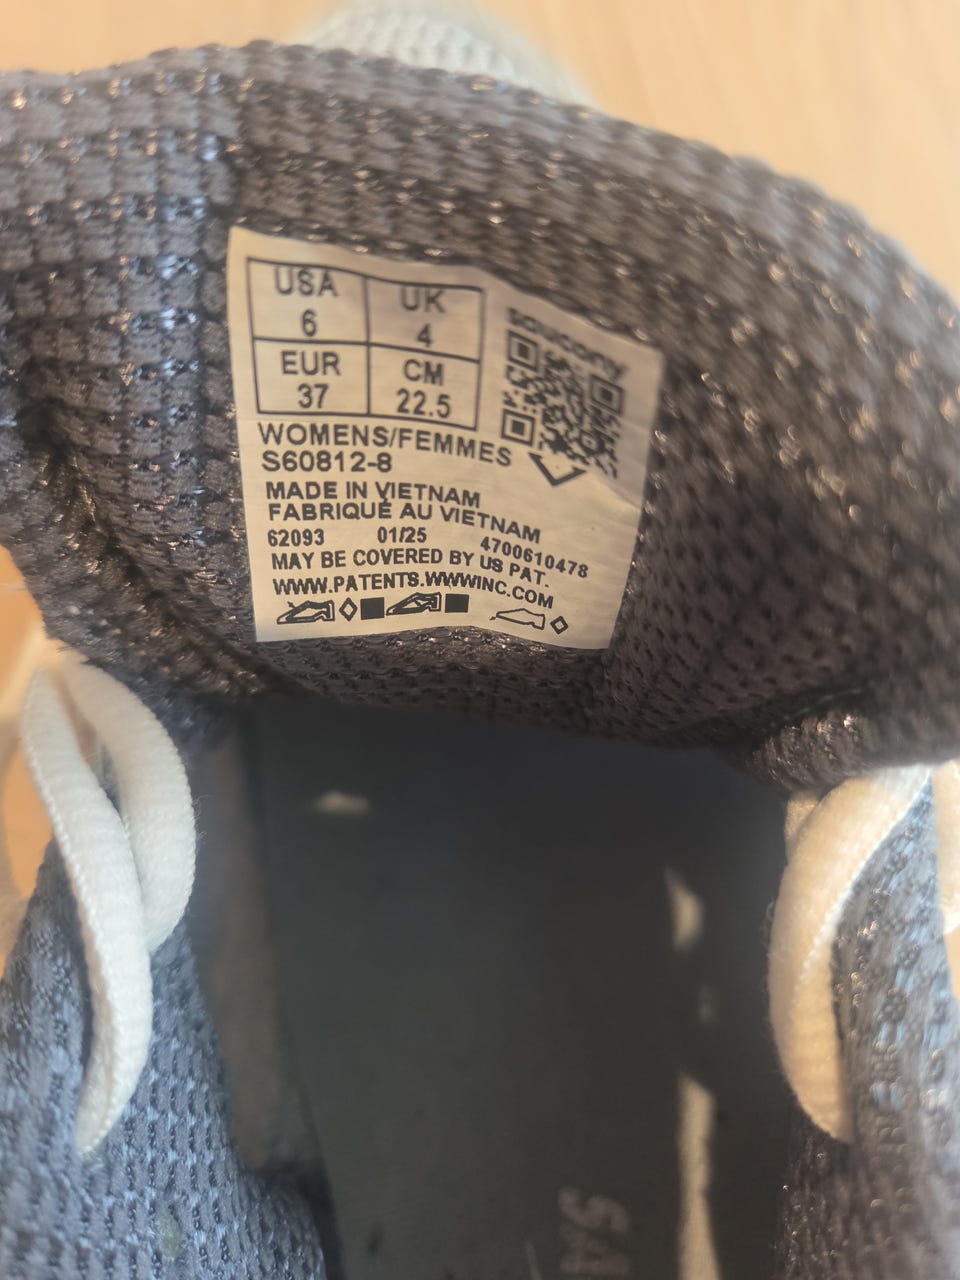 USA UK
6 4
EUR CM
37 22.5
saucony
WOMENS/FEMMES
S60812-8
MADE IN VIETNAM
FABRIQUÉ AU VIETNAM
62093 01/25 4700610478
MAY BE COVERED BY US PAT.
WWW.PATENTS.WWWINC.COM
SA